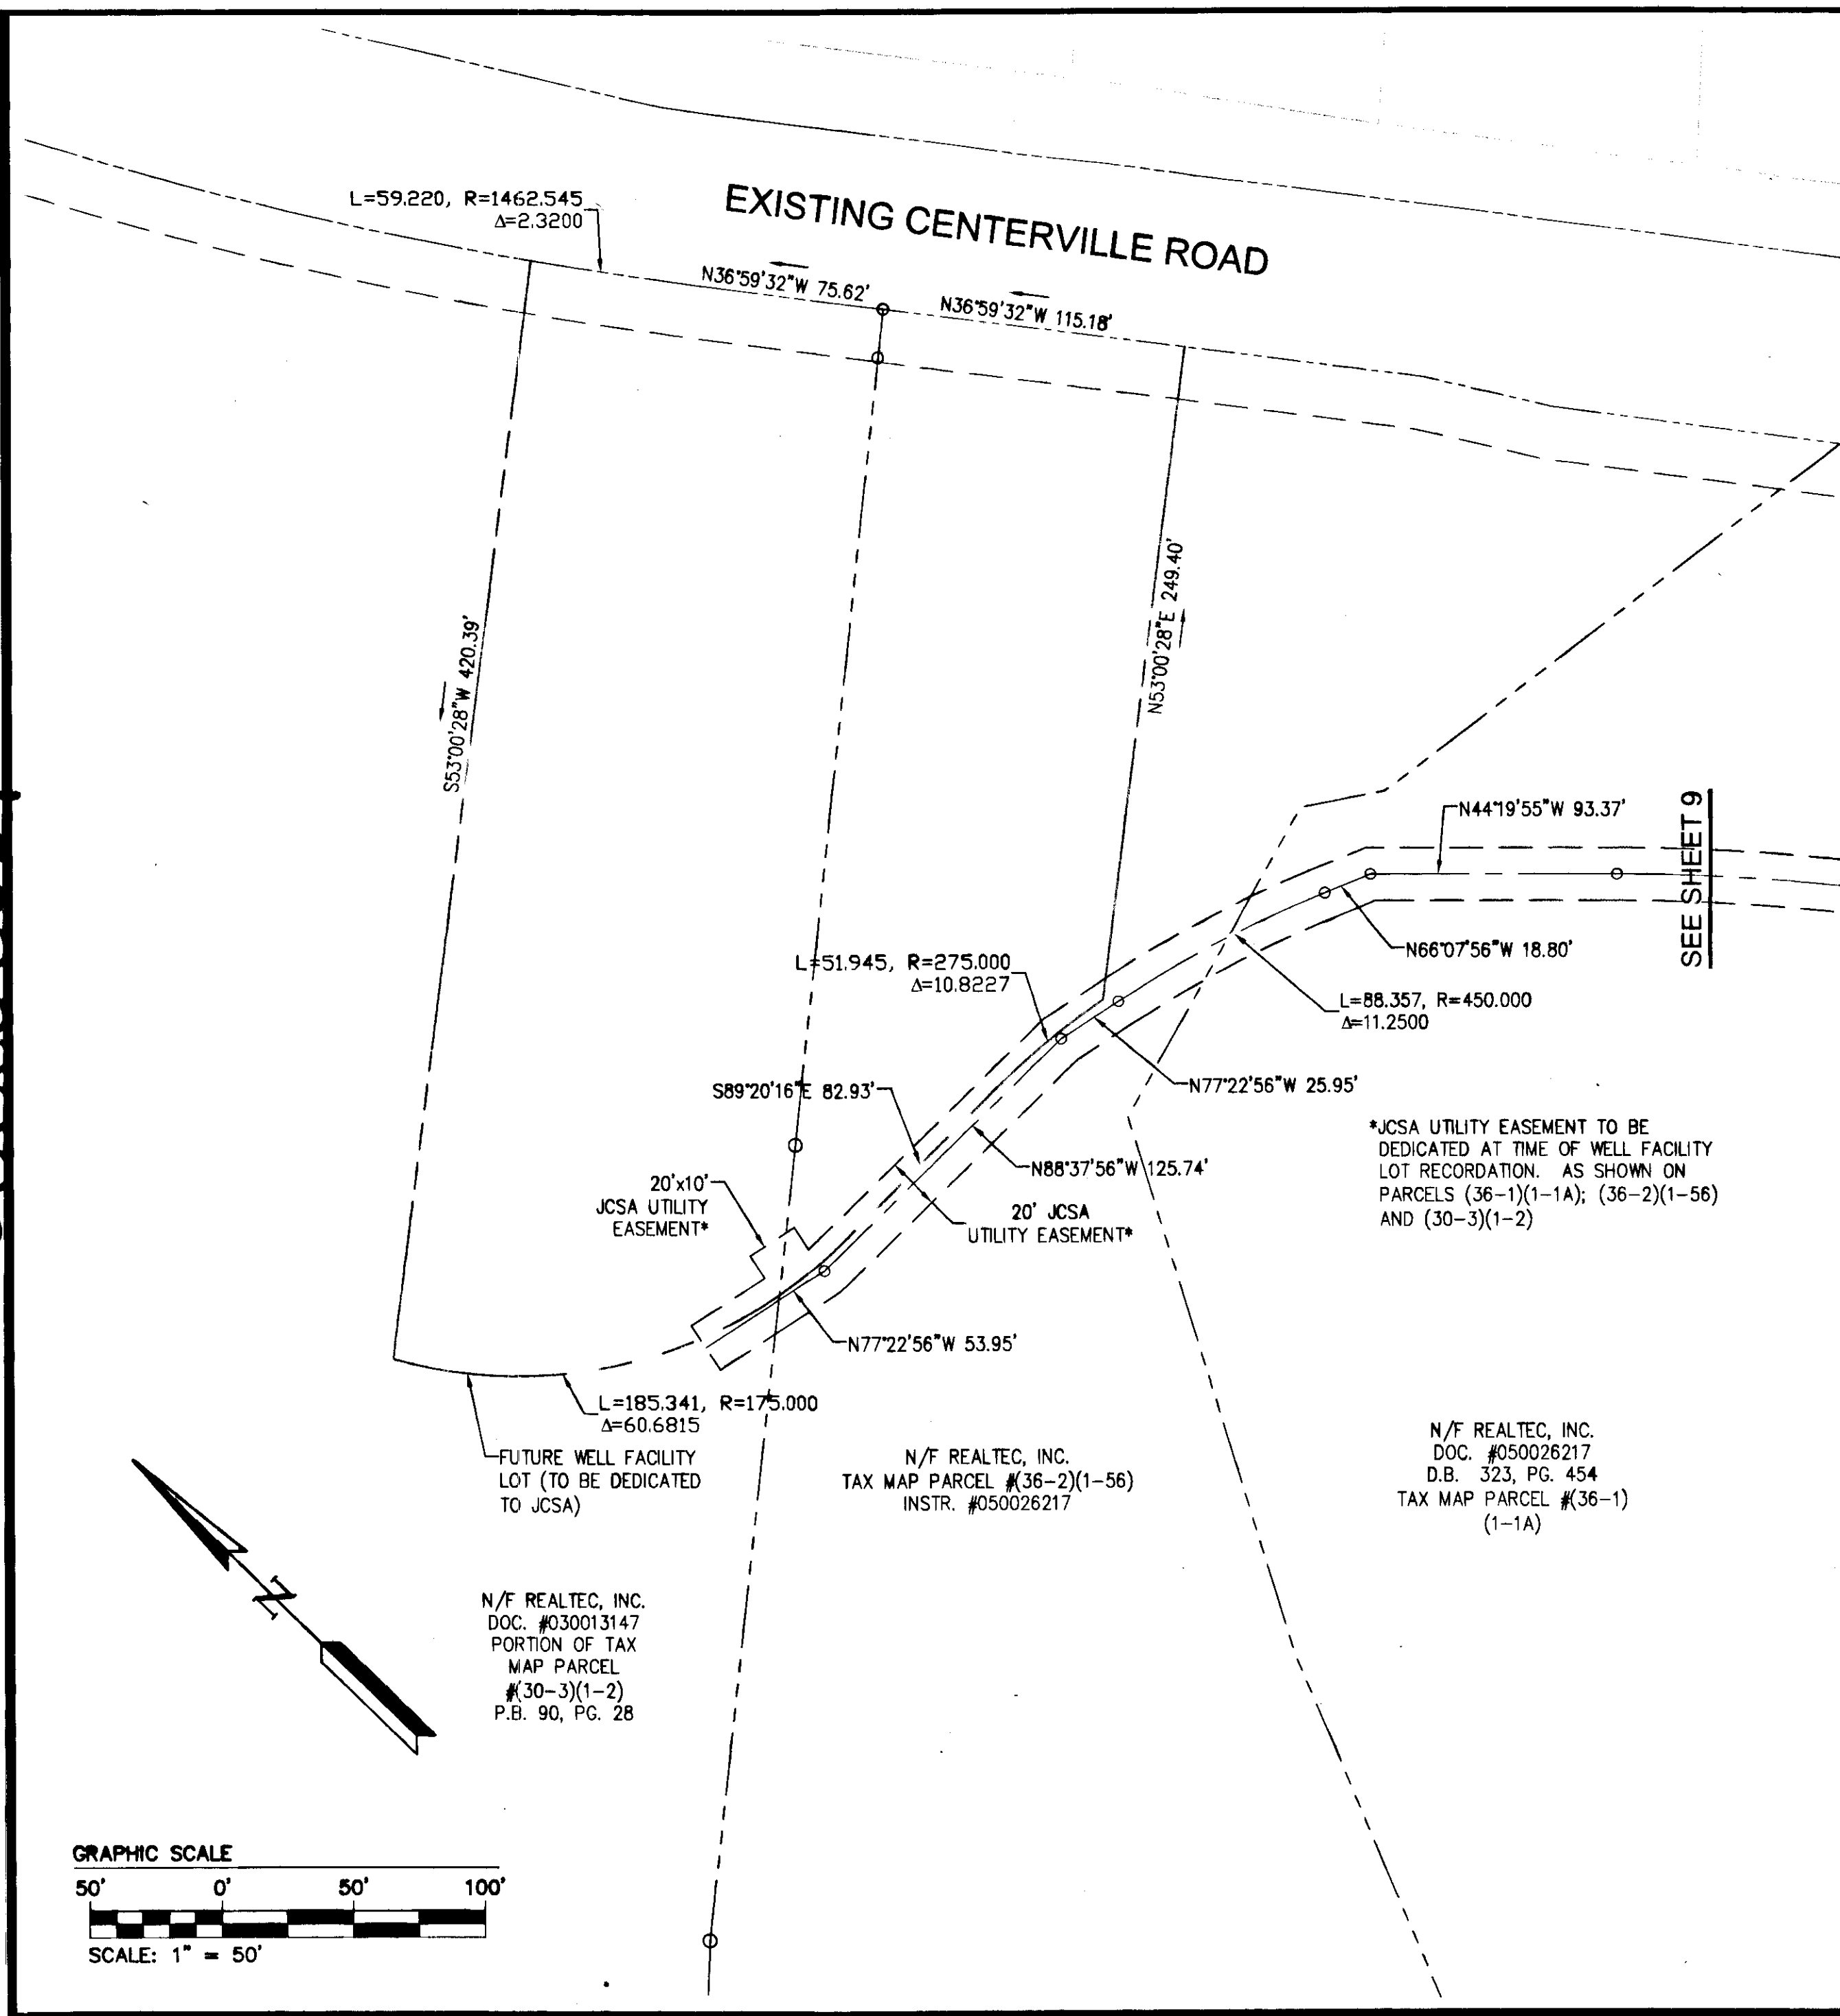 L=59.220, R=1462.545
Δ=2.3200
EXISTING CENTERVILLE ROAD
N36°59'32"W 75.62'
N36°59'32"W 115.18'
S53°00'28"W 420.39'
N53°00'28"E 249.40'
N44°19'55"W 93.37'
SEE SHEET 9
N66°07'56"W 18.80'
L=51.945, R=275.000
Δ=10.8227
L=88.357, R=450.000
Δ=11.2500
N77°22'56"W 25.95'
S89°20'16"E 82.93'
N88°37'56"W 125.74'
*JCSA UTILITY EASEMENT TO BE
DEDICATED AT TIME OF WELL FACILITY
LOT RECORDATION. AS SHOWN ON
PARCELS (36-1)(1-1A); (36-2)(1-56)
AND (30-3)(1-2)
20'x10'
JCSA UTILITY
EASEMENT*
20' JCSA
UTILITY EASEMENT*
N77°22'56"W 53.95'
L=185.341, R=175.000
Δ=60.6815
FUTURE WELL FACILITY
LOT (TO BE DEDICATED
TO JCSA)
N/F REALTEC, INC.
TAX MAP PARCEL #(36-2)(1-56)
INSTR. #050026217
N/F REALTEC, INC.
DOC. #050026217
D.B. 323, PG. 454
TAX MAP PARCEL #(36-1)
(1-1A)
N
N/F REALTEC, INC.
DOC. #030013147
PORTION OF TAX
MAP PARCEL
#(30-3)(1-2)
P.B. 90, PG. 28
GRAPHIC SCALE
50' 0' 50' 100'
SCALE: 1" = 50'